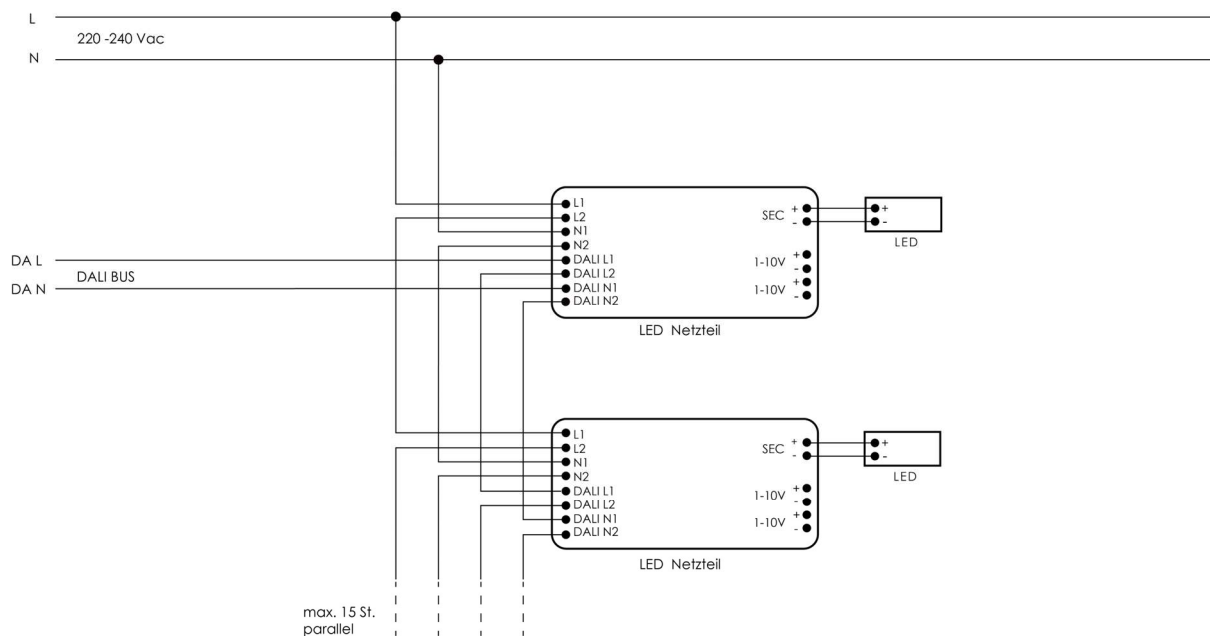 L
220 -240 Vac
N
L1
L2
N1
N2
DALI L1
DALI L2
DALI N1
DALI N2
SEC + -
1-10V + -
1-10V + -
+
-
LED
DA L
DALI BUS
DA N
LED Netzteil
L1
L2
N1
N2
DALI L1
DALI L2
DALI N1
DALI N2
SEC + -
1-10V + -
1-10V + -
+
-
LED
LED Netzteil
max. 15 St.
parallel